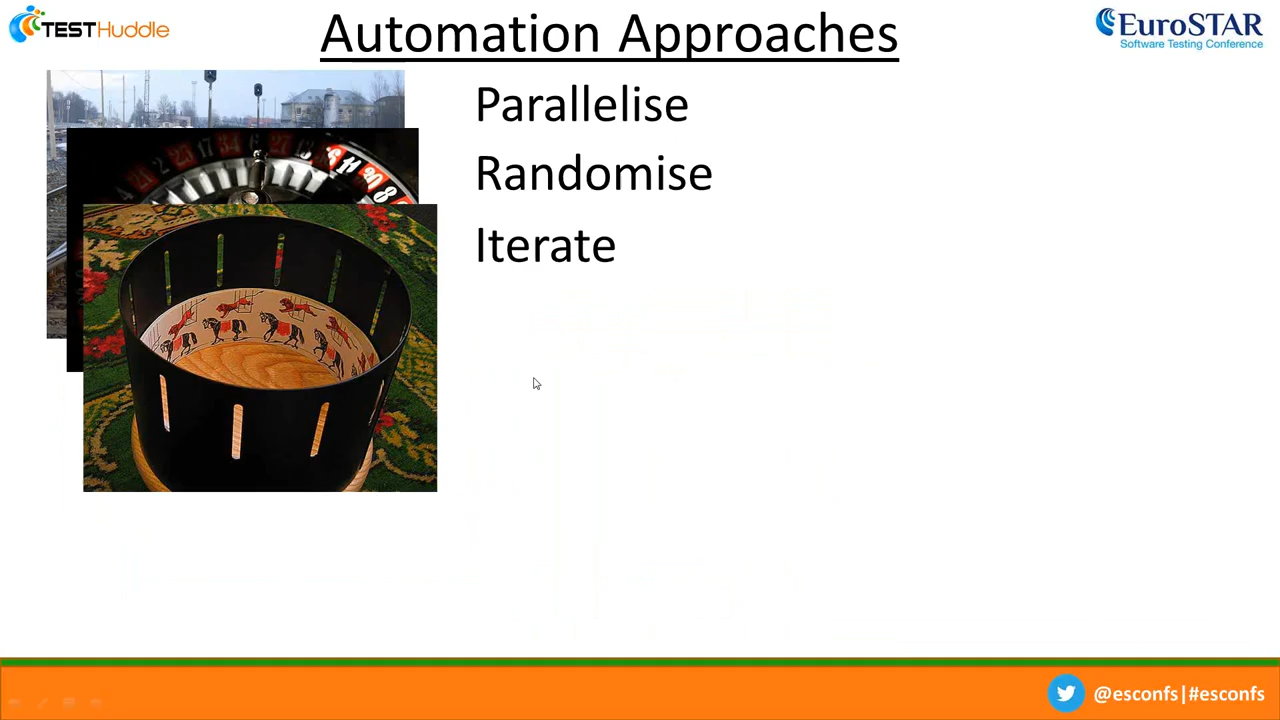 TESTHuddle
Automation Approaches
EuroSTAR
Software Testing Conference
Parallelise
Randomise
Iterate
@esconfs|#esconfs